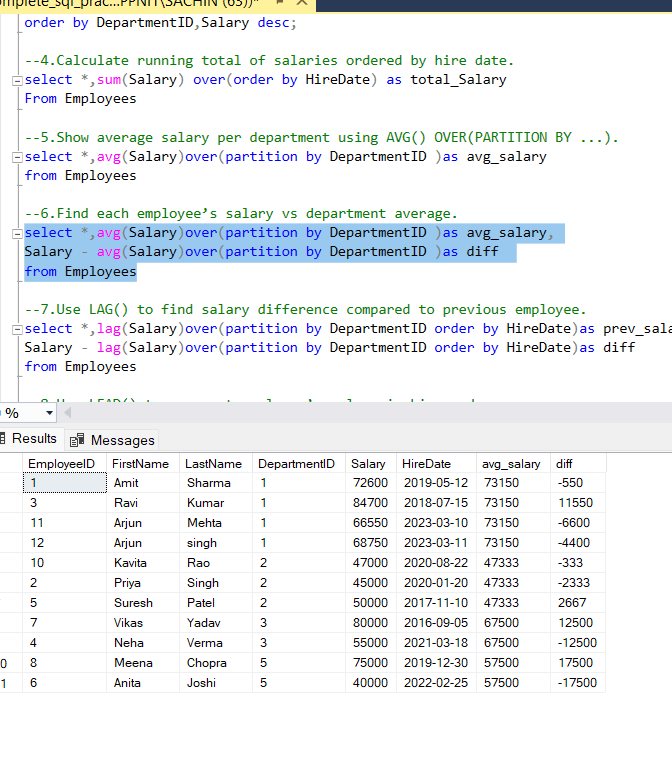 omplete_sql_prac...PPNIT\SACHIN (63))*
order by DepartmentID,Salary desc;
--4.Calculate running total of salaries ordered by hire date.
select *,sum(Salary) over(order by HireDate) as total_Salary
From Employees
--5.Show average salary per department using AVG() OVER(PARTITION BY ...).
select *,avg(Salary)over(partition by DepartmentID )as avg_salary
from Employees
--6.Find each employee’s salary vs department average.
select *,avg(Salary)over(partition by DepartmentID )as avg_salary,
Salary - avg(Salary)over(partition by DepartmentID )as diff
from Employees
--7.Use LAG() to find salary difference compared to previous employee.
select *,lag(Salary)over(partition by DepartmentID order by HireDate)as prev_sala
Salary - lag(Salary)over(partition by DepartmentID order by HireDate)as diff
from Employees
%
Results Messages
EmployeeID FirstName LastName DepartmentID Salary HireDate avg_salary diff
1 Amit Sharma 1 72600 2019-05-12 73150 -550
3 Ravi Kumar 1 84700 2018-07-15 73150 11550
11 Arjun Mehta 1 66550 2023-03-10 73150 -6600
12 Arjun singh 1 68750 2023-03-11 73150 -4400
10 Kavita Rao 2 47000 2020-08-22 47333 -333
2 Priya Singh 2 45000 2020-01-20 47333 -2333
5 Suresh Patel 2 50000 2017-11-10 47333 2667
7 Vikas Yadav 3 80000 2016-09-05 67500 12500
4 Neha Verma 3 55000 2021-03-18 67500 -12500
0 8 Meena Chopra 5 75000 2019-12-30 57500 17500
1 6 Anita Joshi 5 40000 2022-02-25 57500 -17500